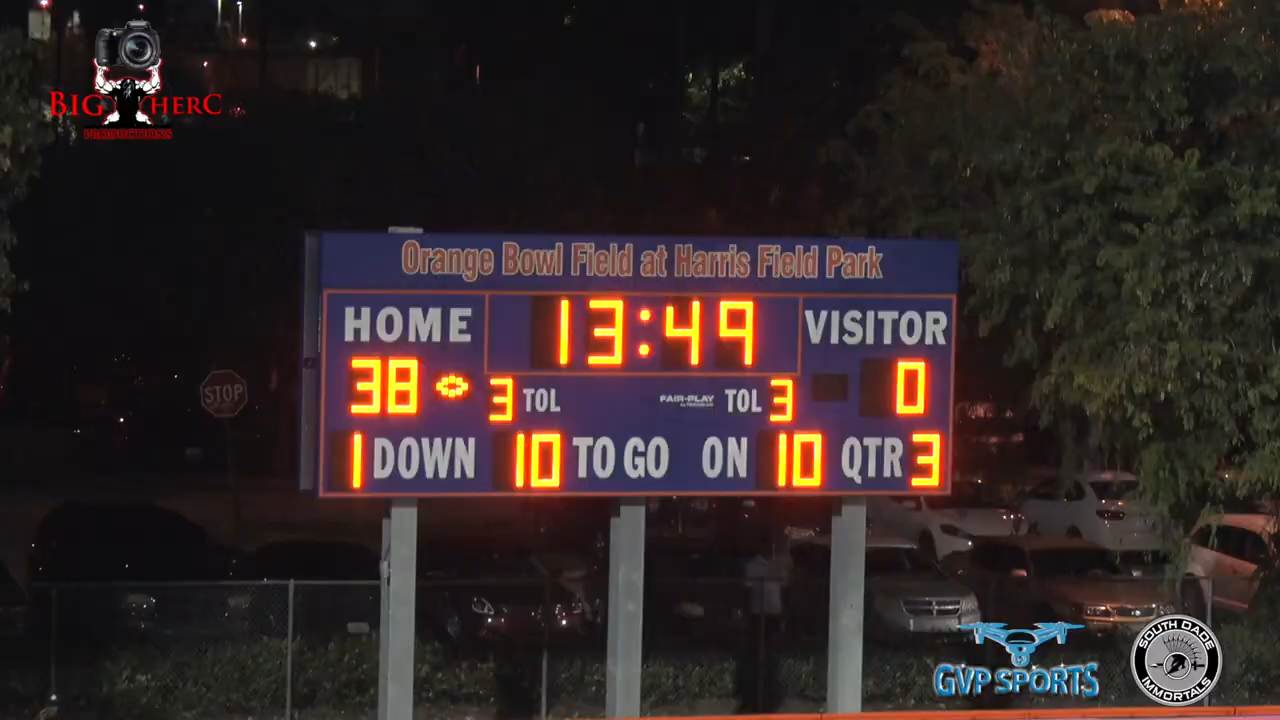 BIG HERC
PRODUCTIONS
Orange Bowl Field at Harris Field Park
HOME 13:49 VISITOR
38 3 TOL FAIR-PLAY TOL 3 0
1 DOWN 10 TO GO ON 10 QTR 3
STOP
GVP SPORTS
SOUTH DADE
IMMORTALS